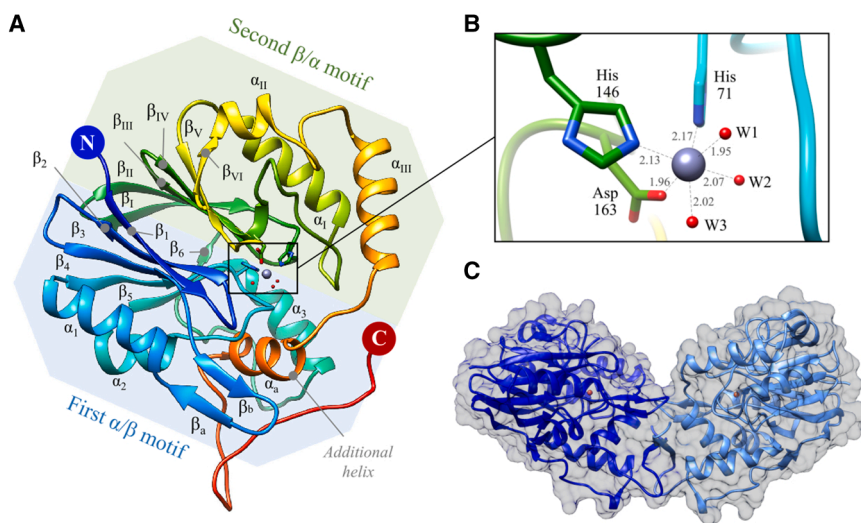 A
Second β/α motif
αII
βIV
βIII
βV
N
β2
βII
βVI
αIII
βI
αI
β3
β1
β6
β4
β5
α3
α1
C
α2
αa
βb
βa
First α/β motif
Additional
helix
B
His
146
His
71
2.17
W1
1.95
2.13
2.07
W2
Asp
163
1.96
2.02
W3
C